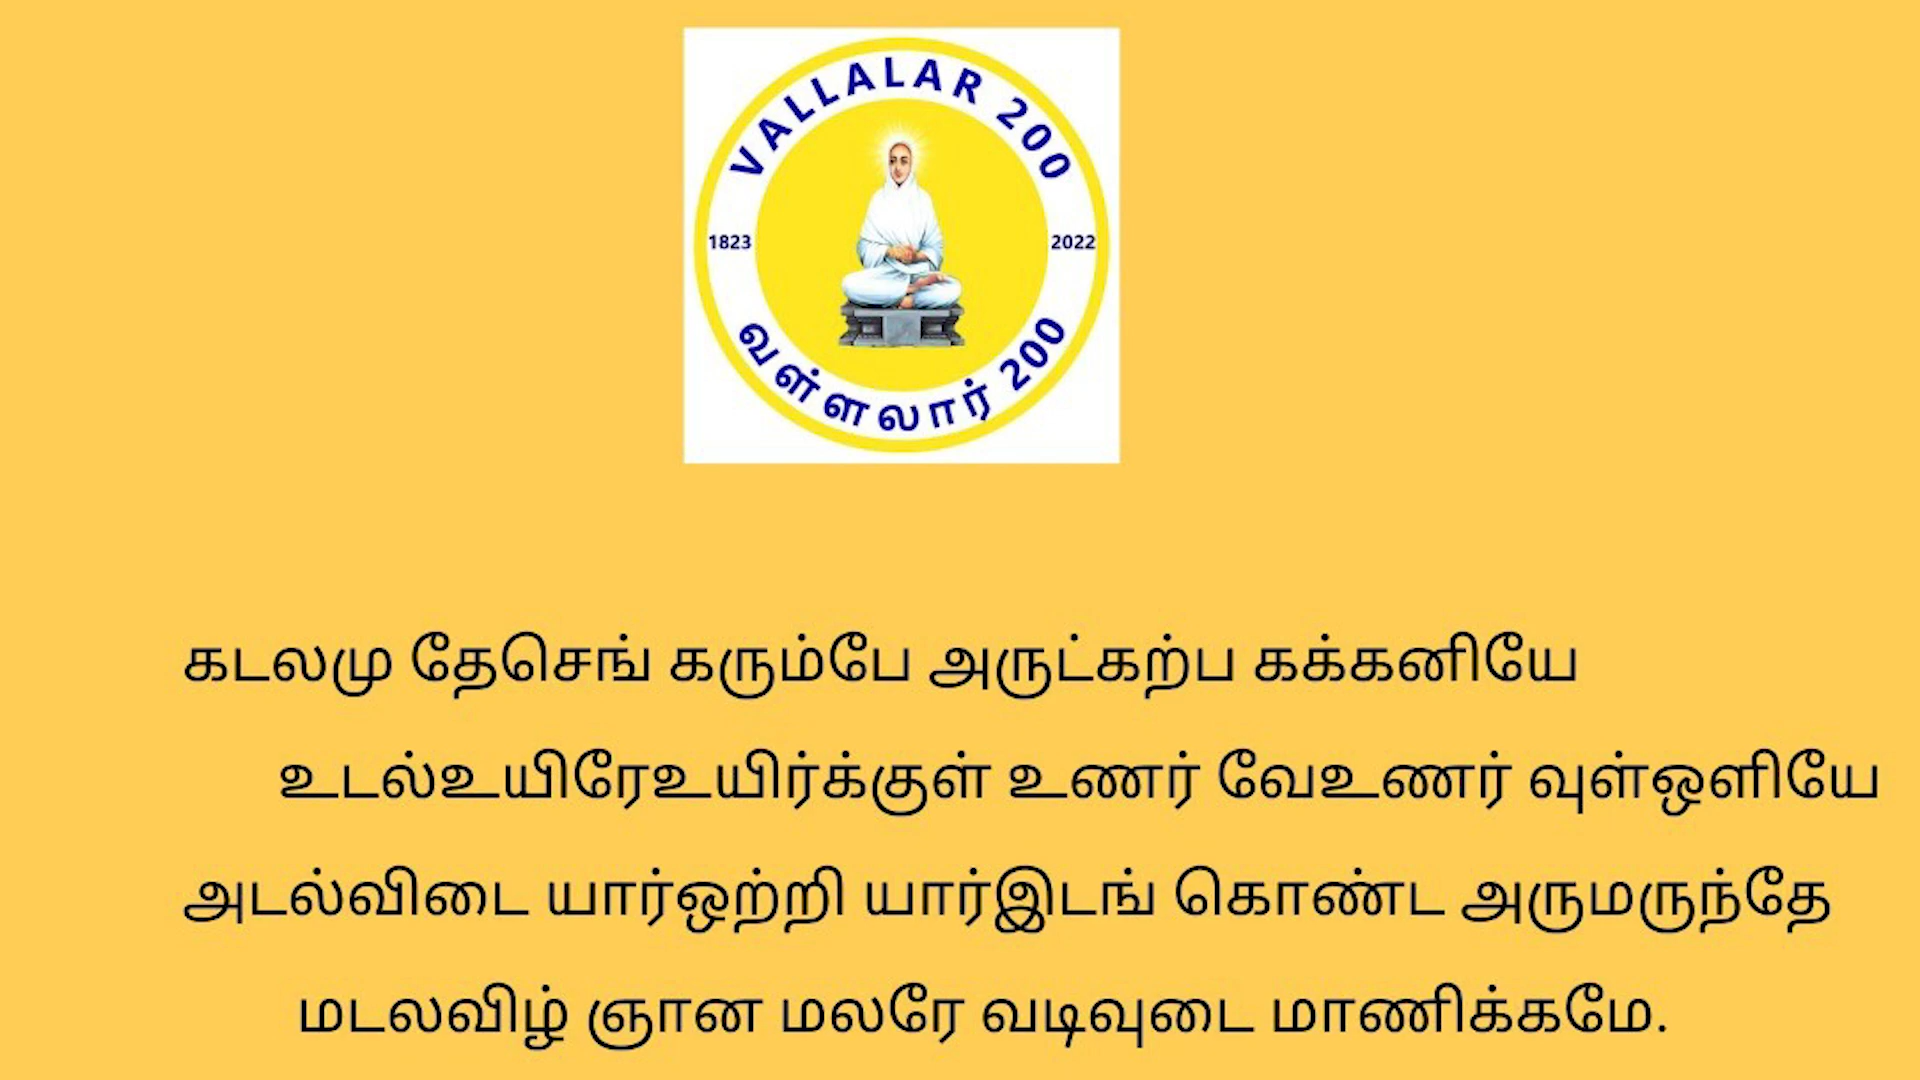 VALLALAR 200
1823
2022
வள்ளலார் 200
கடலமு தேசெங் கரும்பே அருட்கற்ப கக்கனியே
உடல்உயிரேஉயிர்க்குள் உணர் வேஉணர் வுள்ஒளியே
அடல்விடை யார்ஒற்றி யார்இடங் கொண்ட அருமருந்தே
மடலவிழ் ஞான மலரே வடிவுடை மாணிக்கமே.